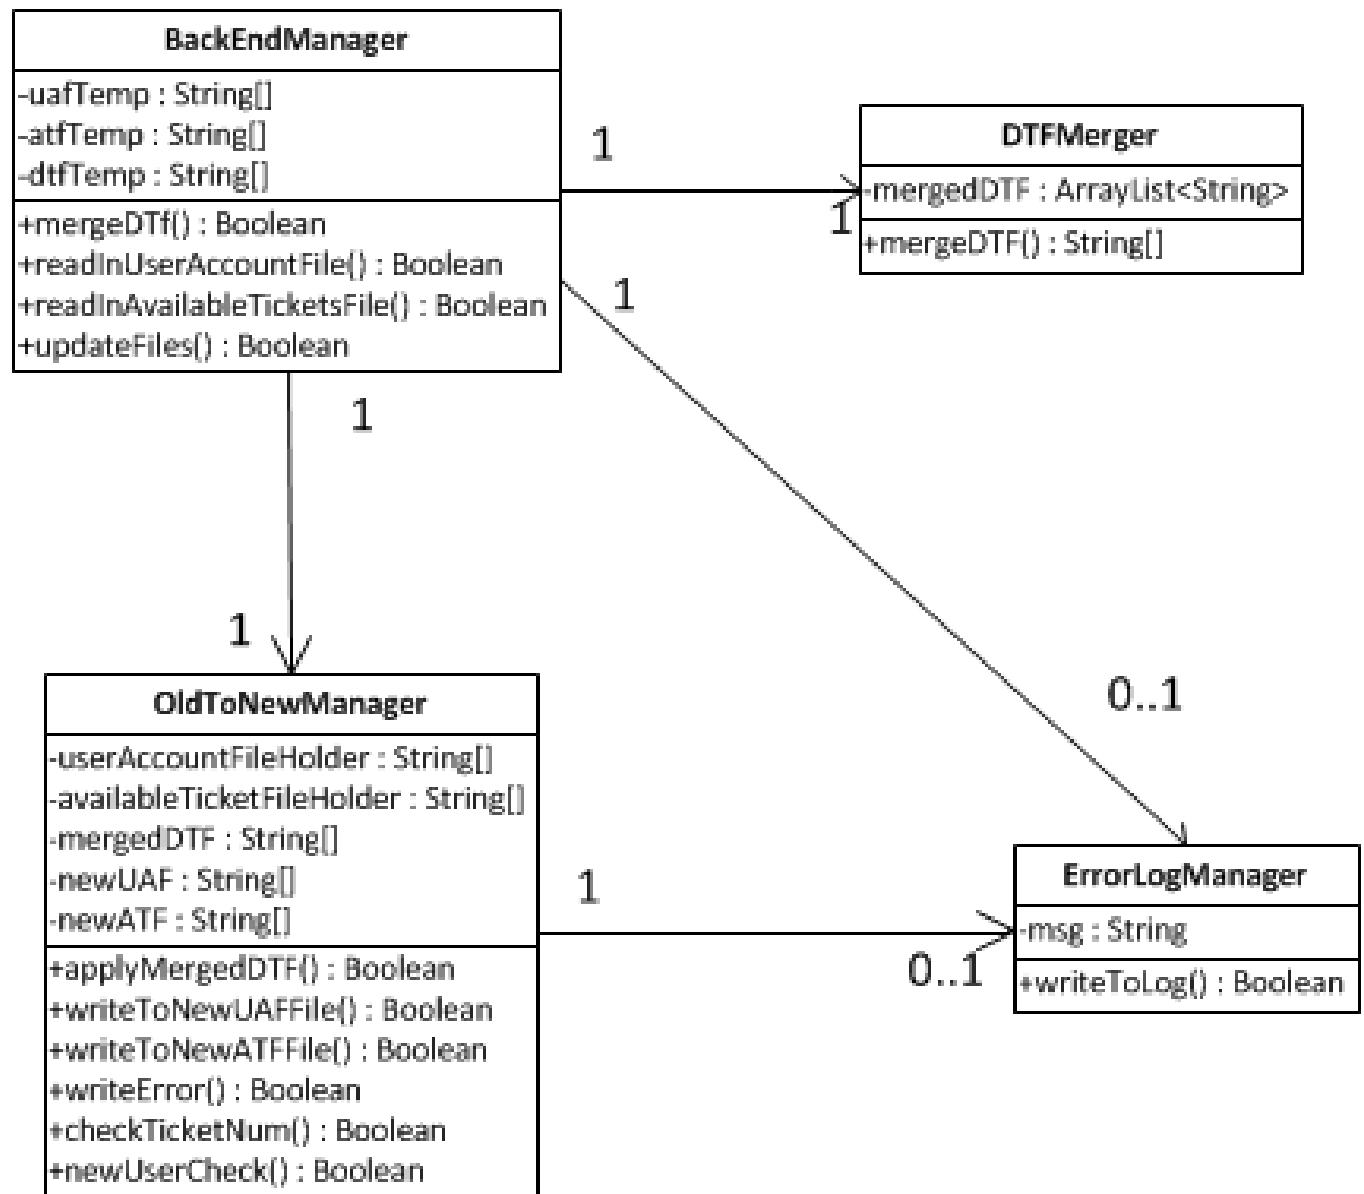 BackEndManager
-uafTemp : String[]
-atfTemp : String[]
-dtfTemp : String[]
+mergeDTf() : Boolean
+readInUserAccountFile() : Boolean
+readInAvailableTicketsFile() : Boolean
+updateFiles() : Boolean
1
1
DTFMerger
-mergedDTF : ArrayList<String>
+mergeDTF() : String[]
1
0..1
1
1
OldToNewManager
-userAccountFileHolder : String[]
-availableTicketFileHolder : String[]
-mergedDTF : String[]
-newUAF : String[]
-newATF : String[]
+applyMergedDTF() : Boolean
+writeToNewUAFFile() : Boolean
+writeToNewATFFile() : Boolean
+writeError() : Boolean
+checkTicketNum() : Boolean
+newUserCheck() : Boolean
1
0..1
ErrorLogManager
-msg : String
+writeToLog() : Boolean